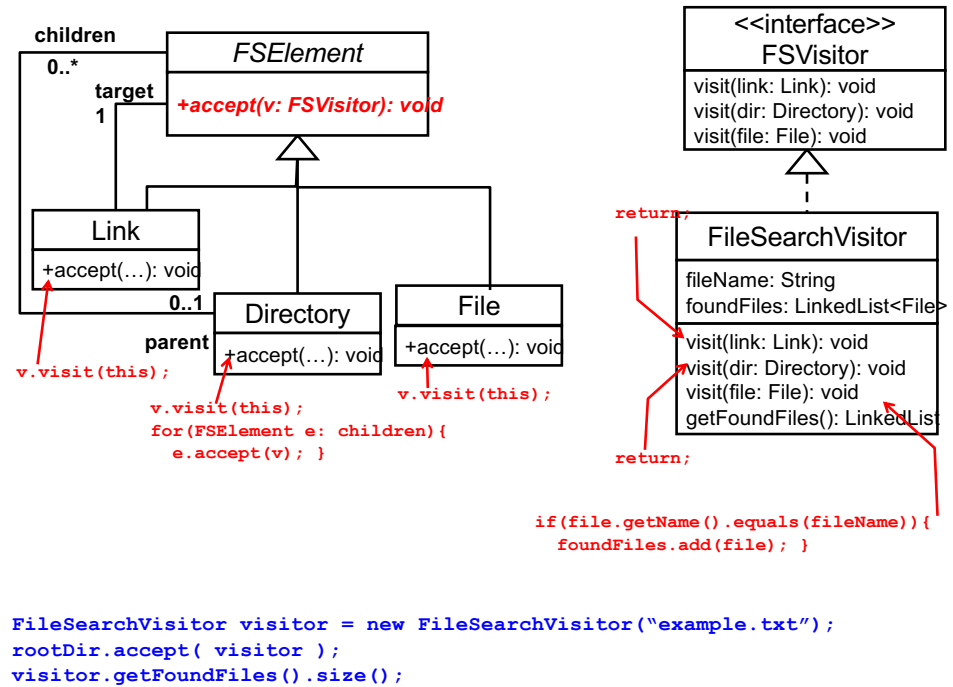 children
0..*
target
1
FSElement
+accept(v: FSVisitor): void
<<interface>>
FSVisitor
visit(link: Link): void
visit(dir: Directory): void
visit(file: File): void
Link
+accept(…): void
0..1
parent
Directory
+accept(…): void
File
+accept(…): void
v.visit(this);
v.visit(this);
for(FSElement e: children){
e.accept(v); }
v.visit(this);
return;
FileSearchVisitor
fileName: String
foundFiles: LinkedList<File>
visit(link: Link): void
visit(dir: Directory): void
visit(file: File): void
getFoundFiles(): LinkedList
return;
if(file.getName().equals(fileName)){
foundFiles.add(file); }
FileSearchVisitor visitor = new FileSearchVisitor(“example.txt”);
rootDir.accept( visitor );
visitor.getFoundFiles().size();